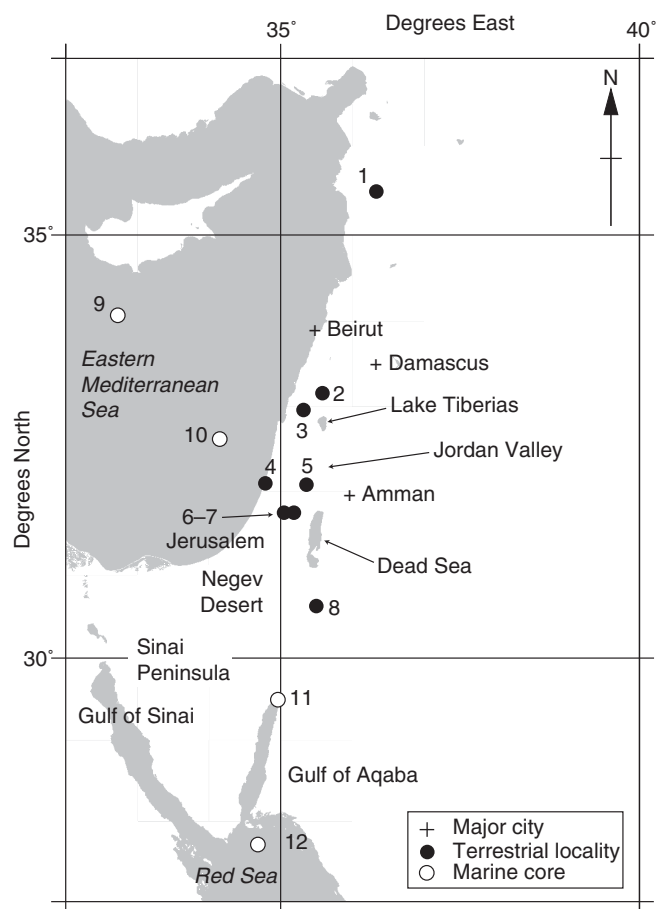 Degrees East
35°
40°
N
1
35°
9
Beirut
Eastern
Mediterranean
Sea
Damascus
2
Lake Tiberias
3
10
Jordan Valley
4
5
Amman
6–7
Jerusalem
Dead Sea
Negev
Desert
8
Degrees North
Sinai
Peninsula
30°
11
Gulf of Sinai
Gulf of Aqaba
12
Red Sea
Major city
Terrestrial locality
Marine core